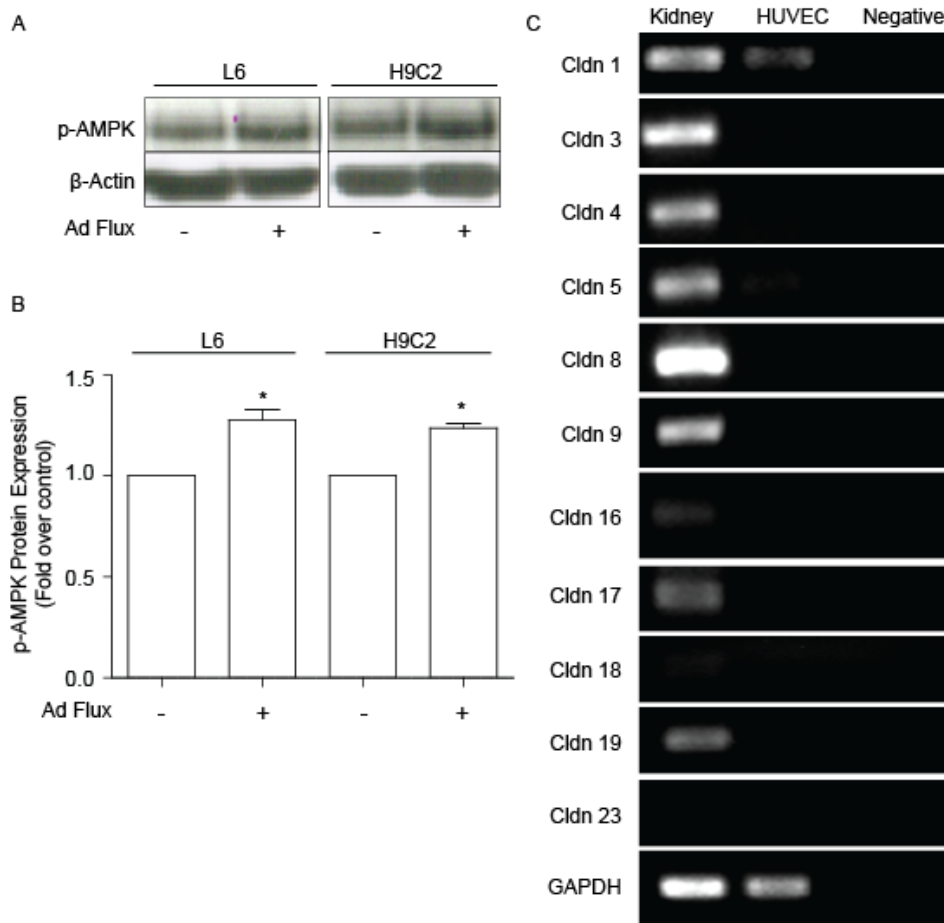 A
L6 H9C2
p-AMPK
β-Actin
Ad Flux - + - +
B
L6 H9C2
p-AMPK Protein Expression
(Fold over control)
1.5
* *
1.0
0.5
0.0
Ad Flux - + - +
C
Kidney HUVEC Negative
Cldn 1
Cldn 3
Cldn 4
Cldn 5
Cldn 8
Cldn 9
Cldn 16
Cldn 17
Cldn 18
Cldn 19
Cldn 23
GAPDH